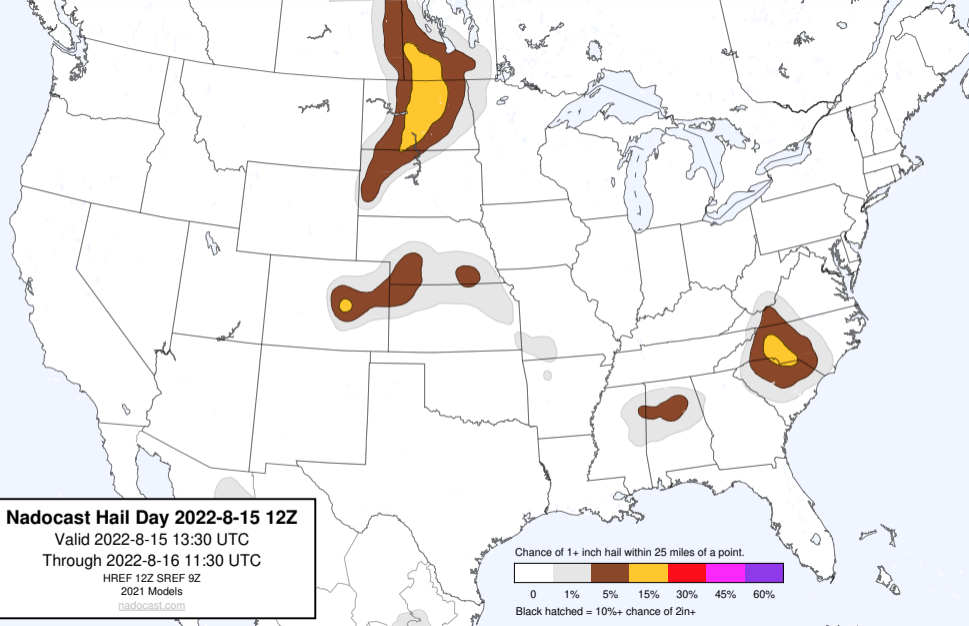 Nadocast Hail Day 2022-8-15 12Z
Valid 2022-8-15 13:30 UTC
Through 2022-8-16 11:30 UTC
HREF 12Z SREF 9Z
2021 Models
nadocast.com
Chance of 1+ inch hail within 25 miles of a point.
0 1% 5% 15% 30% 45% 60%
Black hatched = 10%+ chance of 2in+